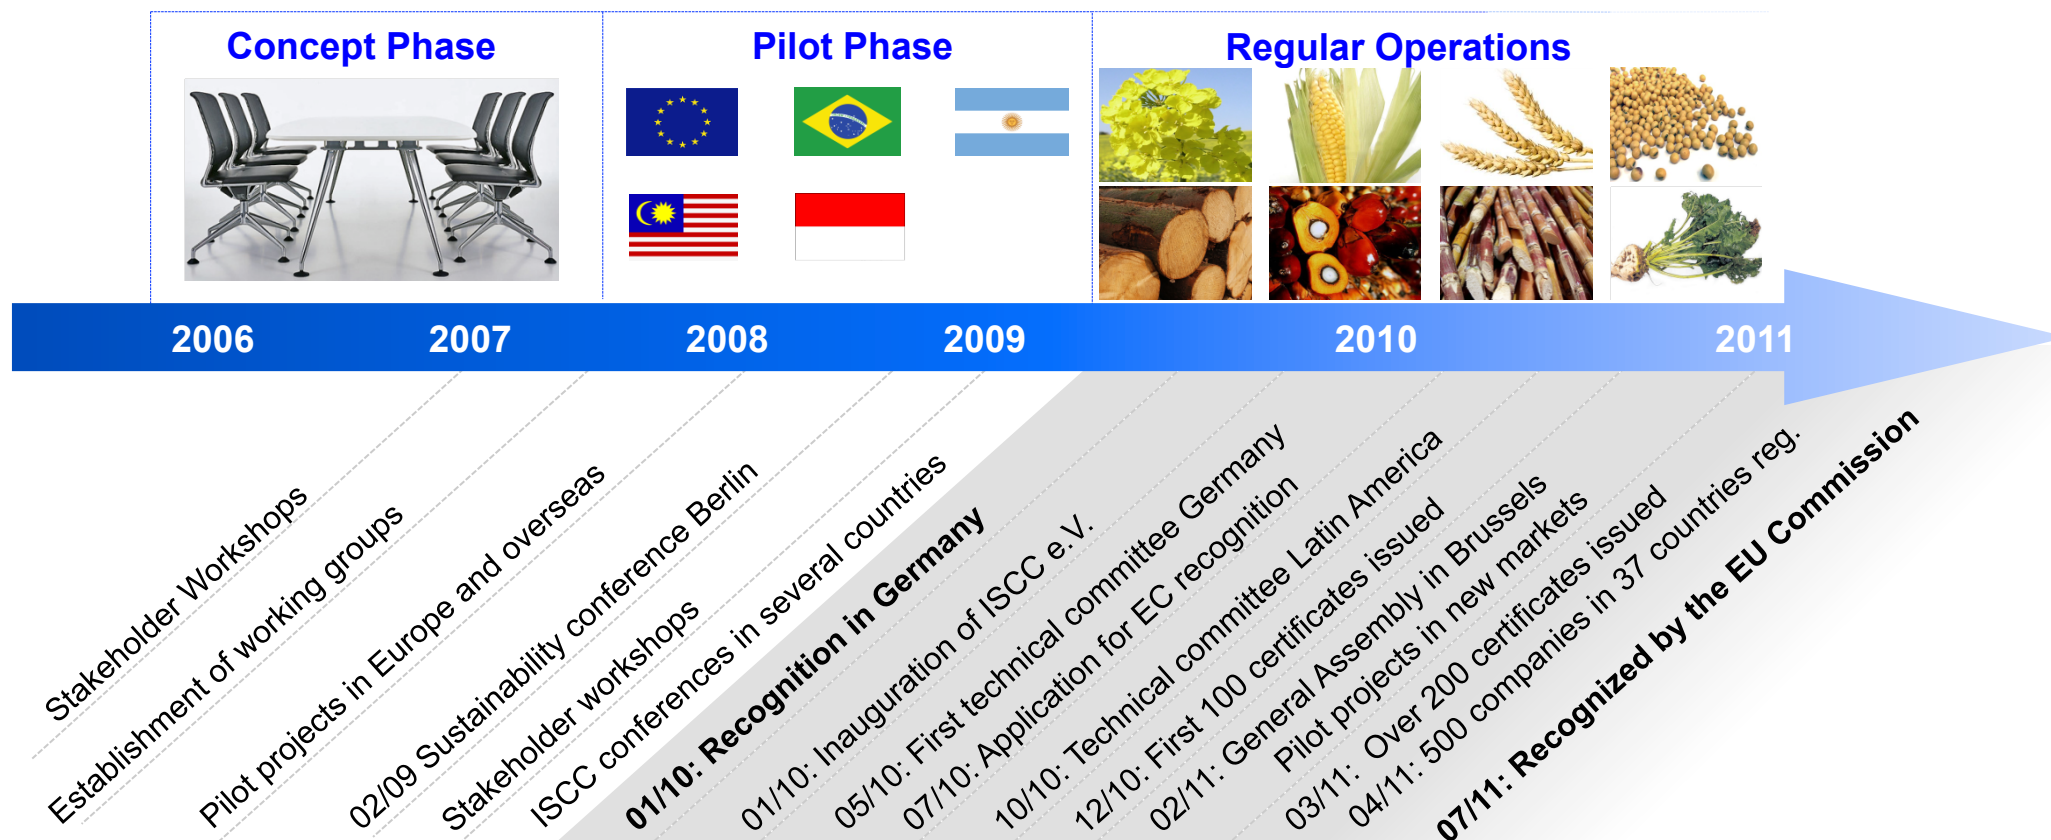 Concept Phase
Pilot Phase
Regular Operations
2006
2007
2008
2009
2010
2011
Stakeholder Workshops
Establishment of working groups
Pilot projects in Europe and overseas
02/09 Sustainability conference Berlin
Stakeholder workshops
ISCC conferences in several countries
01/10: Recognition in Germany
01/10: Inauguration of ISCC e.V.
05/10: First technical committee Germany
07/10: Application for EC recognition
10/10: Technical committee Latin America
12/10: First 100 certificates issued
02/11: General Assembly in Brussels
Pilot projects in new markets
03/11: Over 200 certificates issued
04/11: 500 companies in 37 countries reg.
07/11: Recognized by the EU Commission